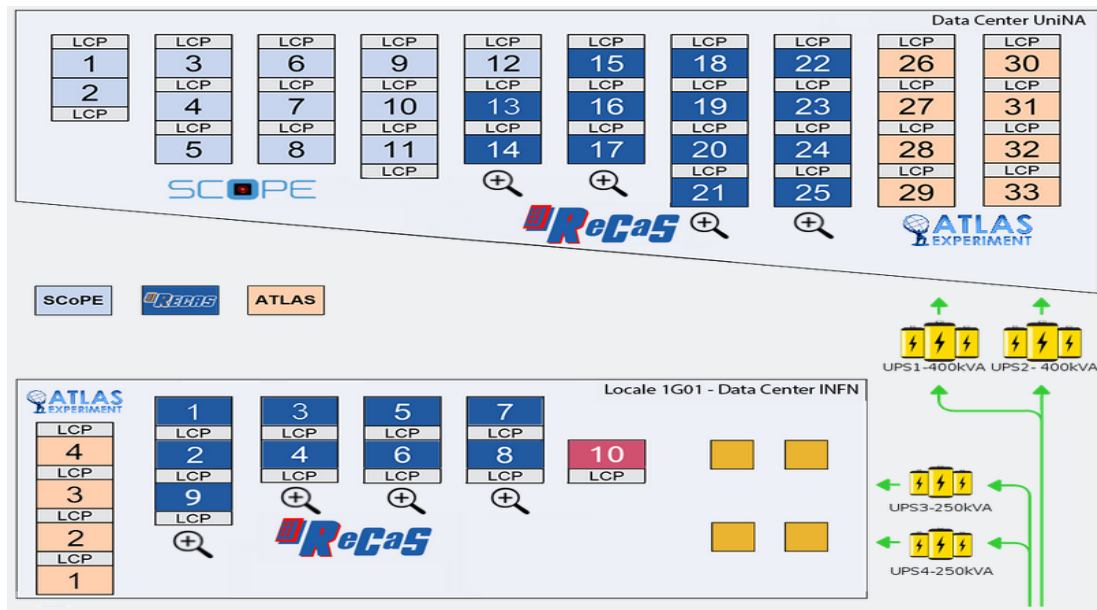 Data Center UniNA
LCP LCP LCP LCP LCP LCP LCP LCP LCP LCP
1 3 6 9 12 15 18 22 26 30
LCP LCP LCP LCP LCP LCP LCP LCP LCP
2 4 7 10 13 16 19 23 27 31
LCP LCP LCP LCP LCP LCP LCP LCP LCP LCP
5 8 11 14 17 20 24 28 32
LCP LCP LCP LCP LCP
21 25 29 33
SCOPE
ReCaS
ATLAS
EXPERIMENT
SCoPE RECAS ATLAS
UPS1-400kVA UPS2- 400kVA
Locale 1G01 - Data Center INFN
ATLAS
EXPERIMENT
1 3 5 7
LCP LCP LCP LCP LCP
4 2 4 6 8 10
LCP LCP LCP LCP LCP LCP
3 9
LCP LCP
2
LCP
1
ReCaS
UPS3-250kVA
UPS4-250kVA